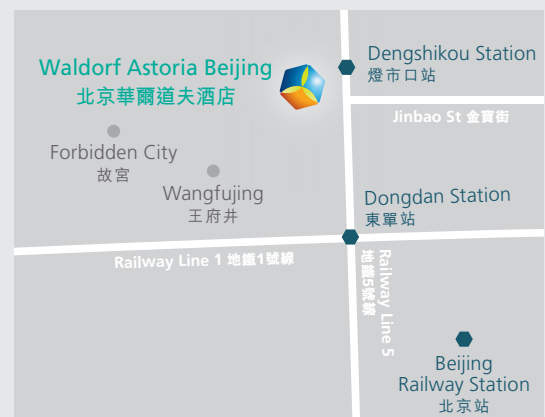 Waldorf Astoria Beijing
北京華爾道夫酒店
Dengshikou Station
燈市口站
Jinbao St 金寶街
Forbidden City
故宮
Wangfujing
王府井
Dongdan Station
東單站
Railway Line 1 地鐵1號線
Railway Line 5
地鐵5號線
Beijing
Railway Station
北京站